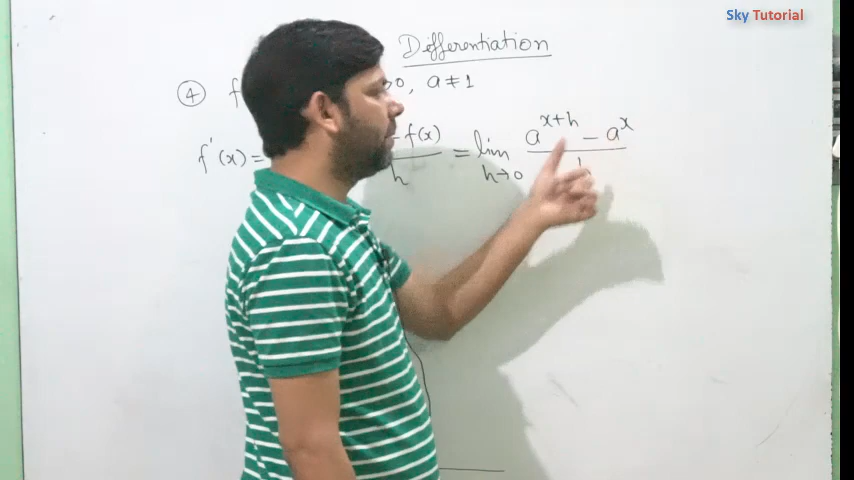 Sky Tutorial
Differentiation
④ f >0, a ≠ 1
f'(x) = - f(x) / h = lim h→0 a^(x+h) - a^x / h